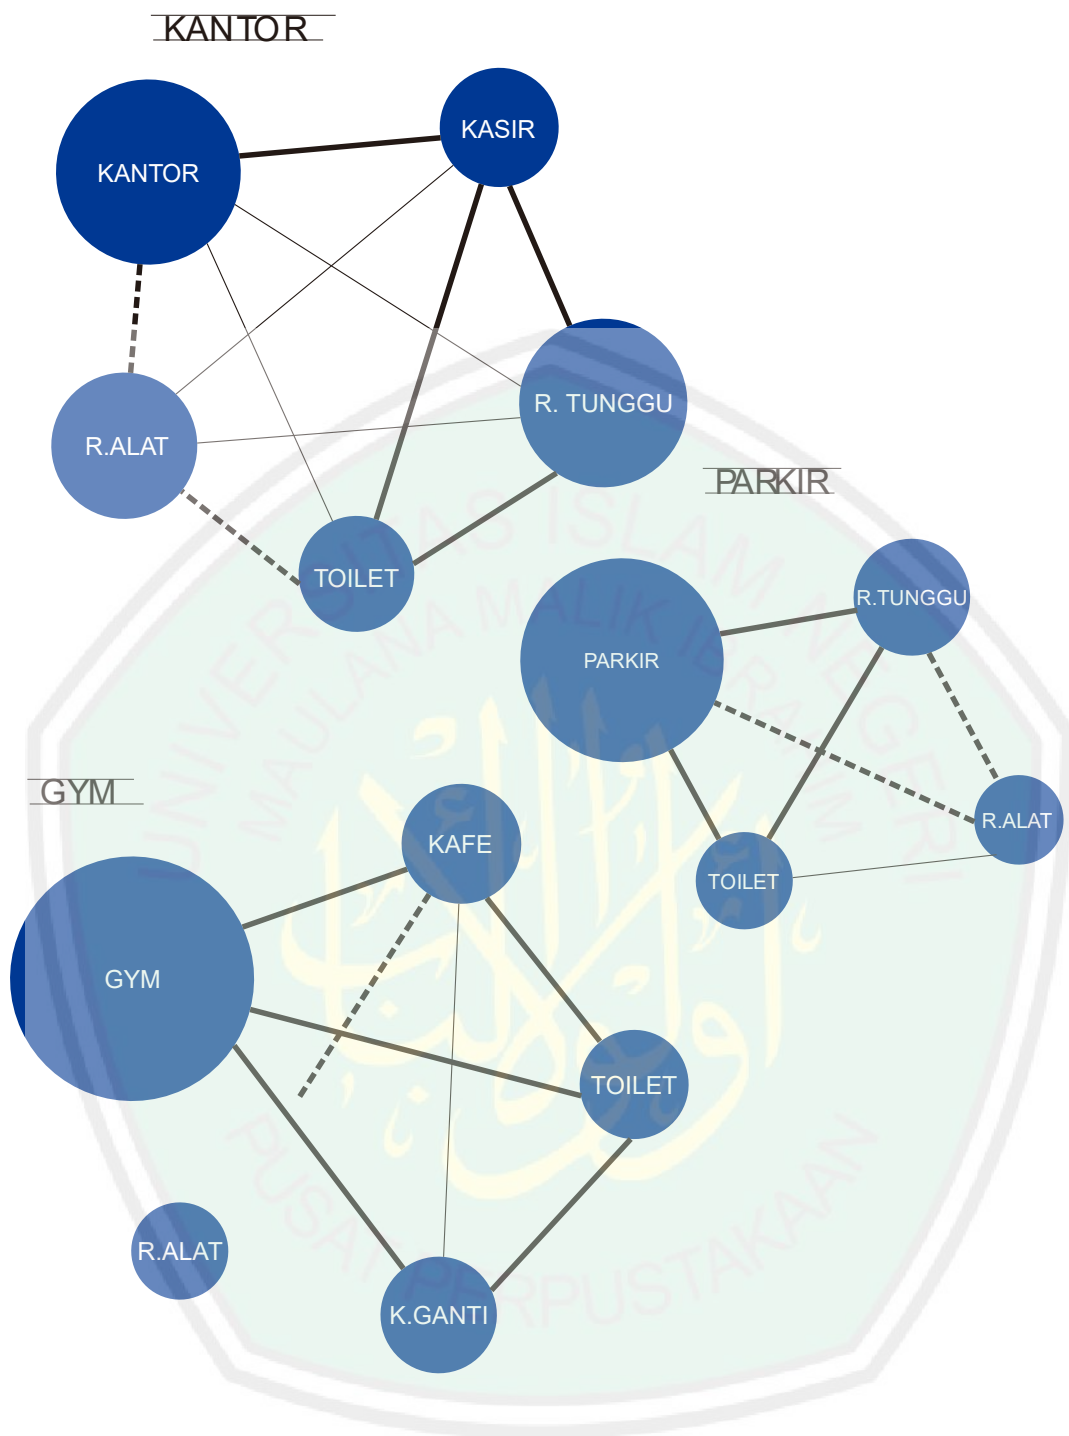 KANTOR
KANTOR
KASIR
R.ALAT
R. TUNGGU
TOILET
PARKIR
PARKIR
R.TUNGGU
R.ALAT
TOILET
GYM
KAFE
GYM
TOILET
R.ALAT
K.GANTI
UNIVERSITAS ISLAM NEGERI
MAULANA MALIK IBRAHIM
PUSAT PERPUSTAKAAN